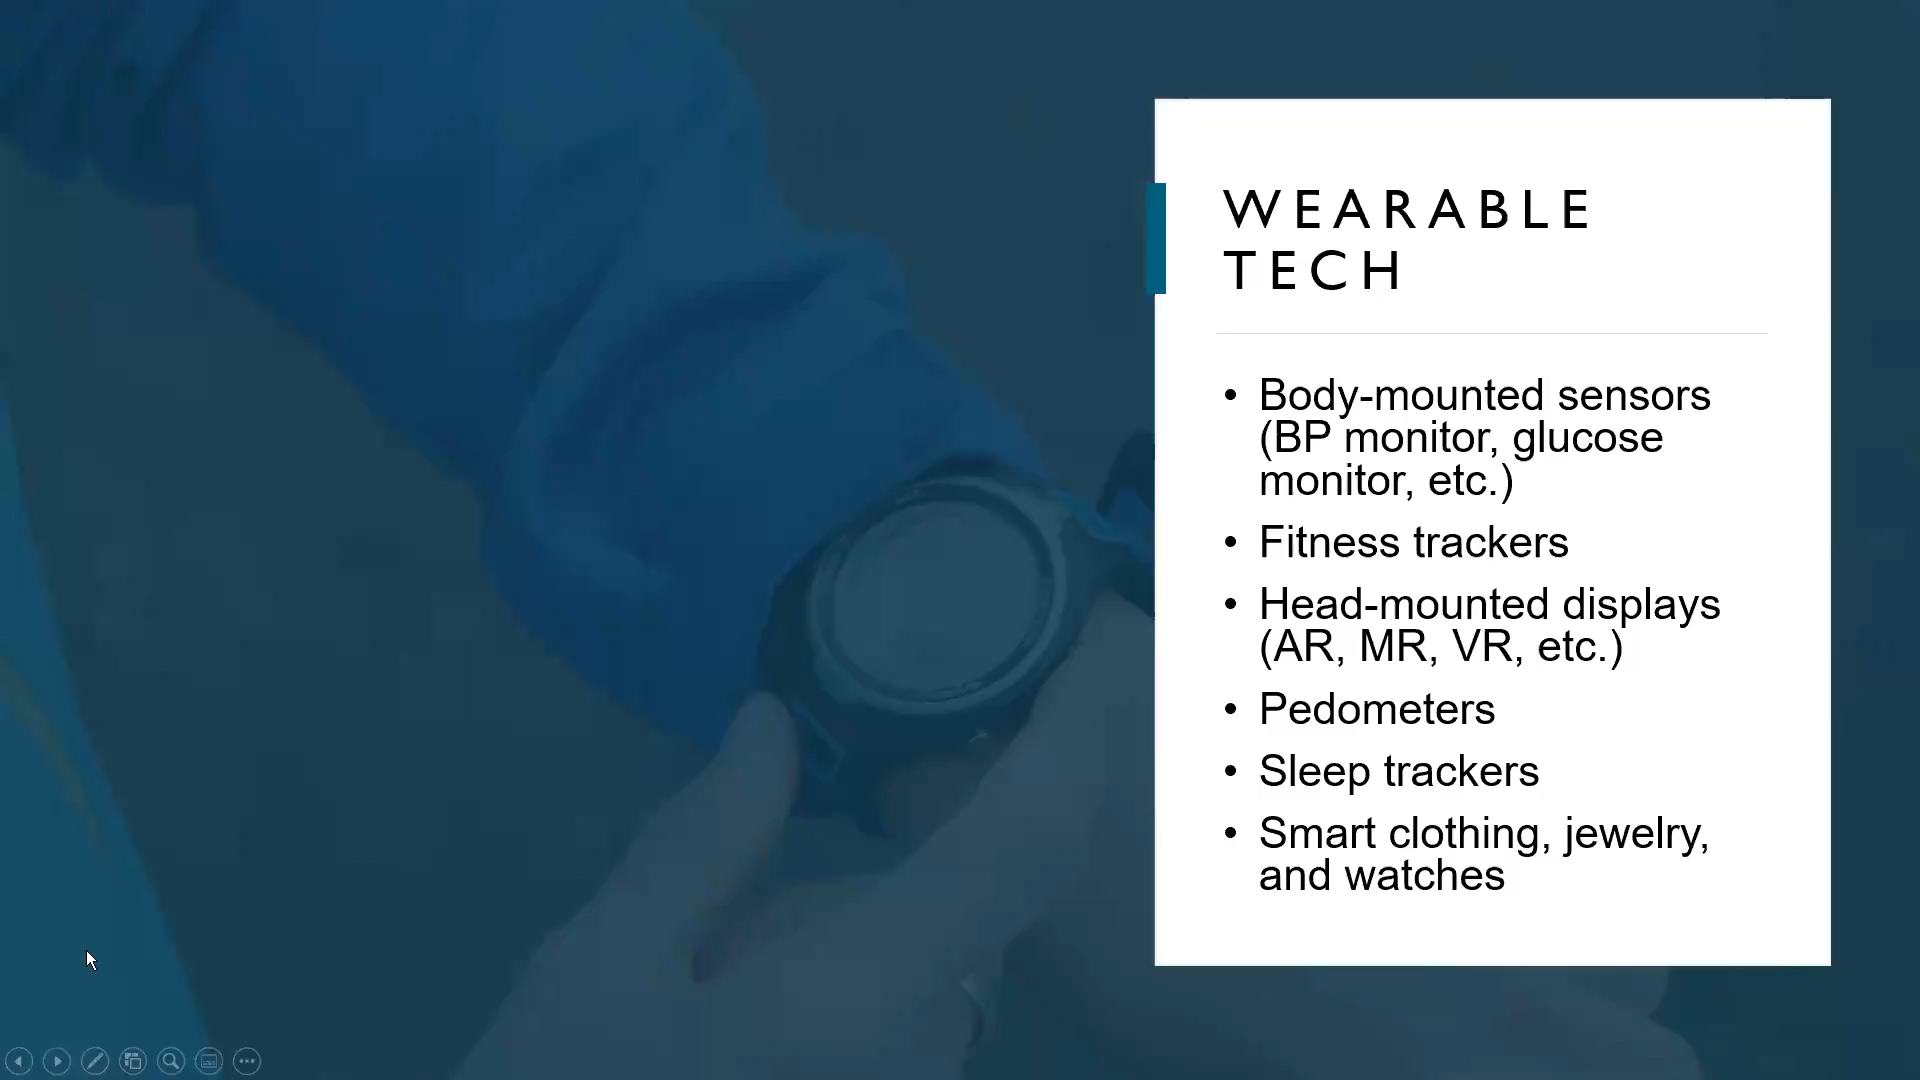 WEARABLE
TECH
• Body-mounted sensors
(BP monitor, glucose
monitor, etc.)
• Fitness trackers
• Head-mounted displays
(AR, MR, VR, etc.)
• Pedometers
• Sleep trackers
• Smart clothing, jewelry,
and watches